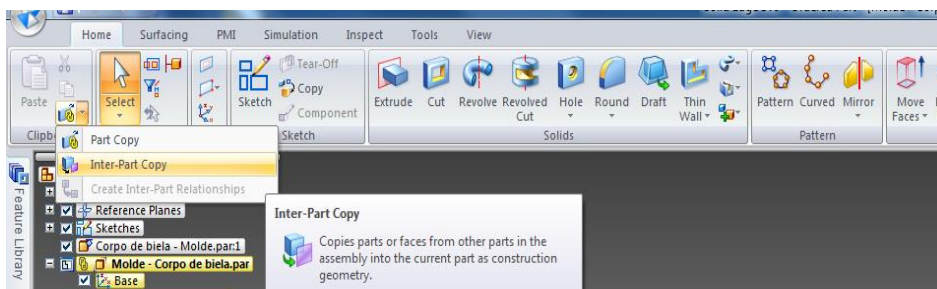 Home Surfacing PMI Simulation Inspect Tools View
Tear-Off
Copy
Component
Paste Select Sketch Extrude Cut Revolve Revolved Cut Hole Round Draft Thin Wall Pattern Curved Mirror Move Faces
Sketch Solids Pattern
Part Copy
Inter-Part Copy
Create Inter-Part Relationships
Feature Library
Reference Planes
Sketches
Corpo de biela - Molde.par:1
Molde - Corpo de biela.par
Base
Inter-Part Copy
Copies parts or faces from other parts in the
assembly into the current part as construction
geometry.